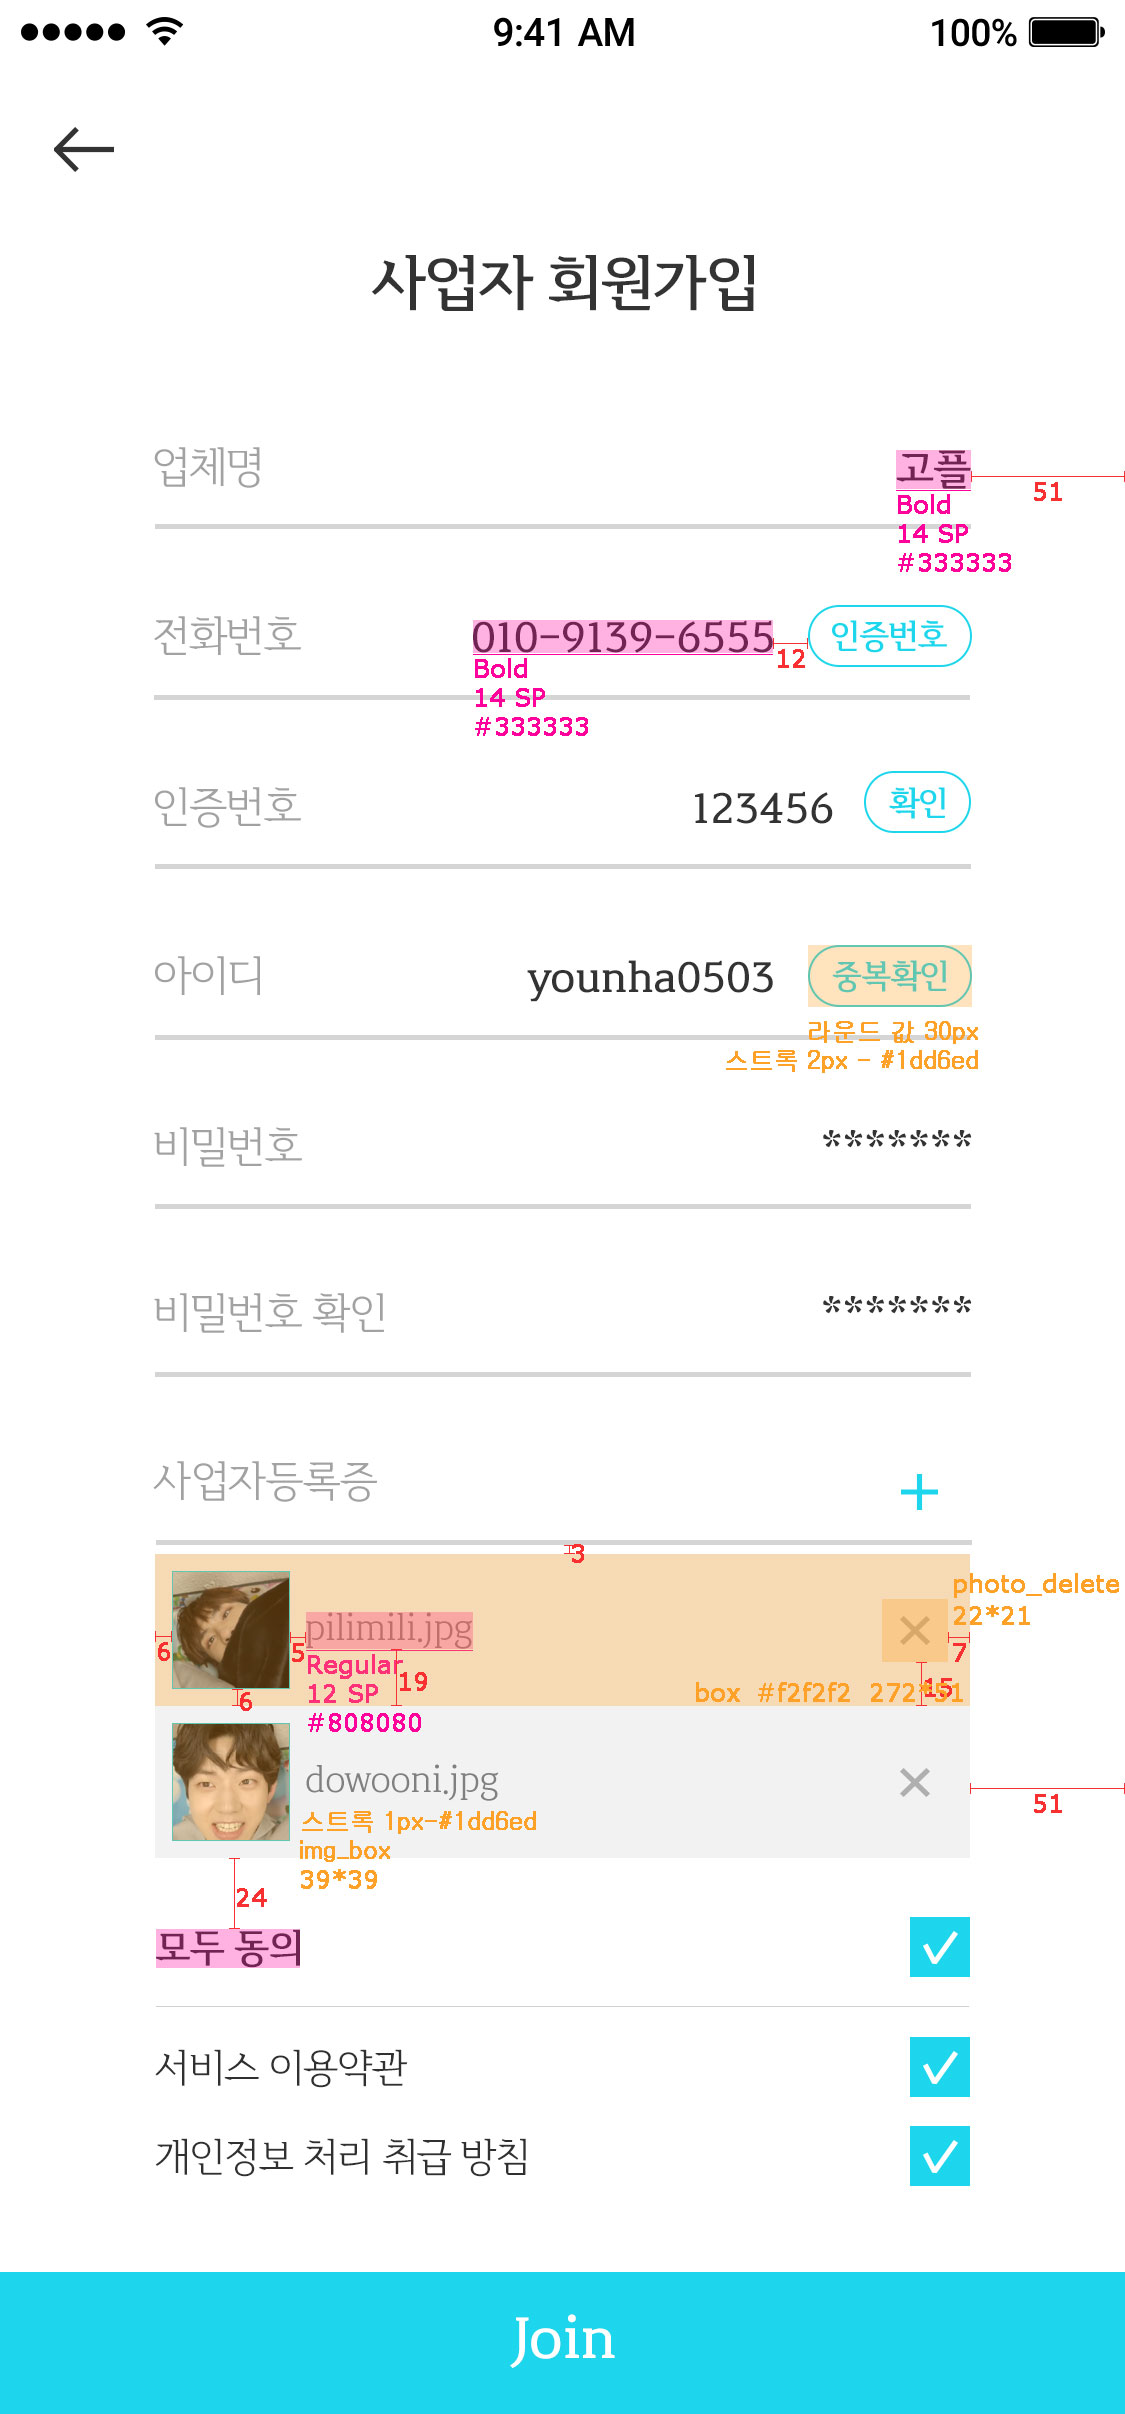 9:41 AM
100%
사업자 회원가입
업체명
고플
51
Bold
14 SP
#333333
전화번호
010-9139-6555
12
인증번호
Bold
14 SP
#333333
인증번호
123456
확인
아이디
younha0503
중복확인
라운드 값 30px
스트록 2px - #1dd6ed
비밀번호
*******
비밀번호 확인
*******
사업자등록증
+
3
photo_delete
22*21
pilimili.jpg
6
5
7
Regular
12 SP
#808080
19
6
15
box #f2f2f2 272*51
dowooni.jpg
51
스트록 1px-#1dd6ed
img_box
39*39
24
모두 동의
서비스 이용약관
개인정보 처리 취급 방침
Join